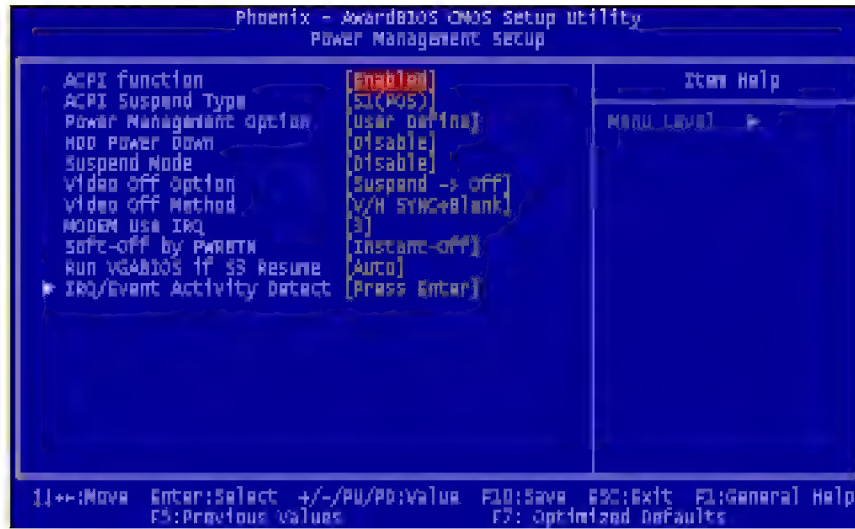 Phoenix - AwardBIOS CMOS Setup Utility
Power Management Setup
ACPI function [Enabled]
ACPI Suspend Type [S1(POS)]
Power Management Option [User Define]
HDD Power Down [Disable]
Suspend Mode [Disable]
Video Off Option [Suspend -> Off]
Video Off Method [V/H SYNC+Blank]
MODEM Use IRQ [3]
Soft-Off by PWRBTN [Instant-Off]
Run VGABIOS if S3 Resume [Auto]
▶ IRQ/Event Activity Detect [Press Enter]
Item Help
Menu Level ▶
↑↓→←:Move Enter:Select +/-/PU/PD:Value F10:Save ESC:Exit F1:General Help
F5:Previous Values F7: Optimized Defaults